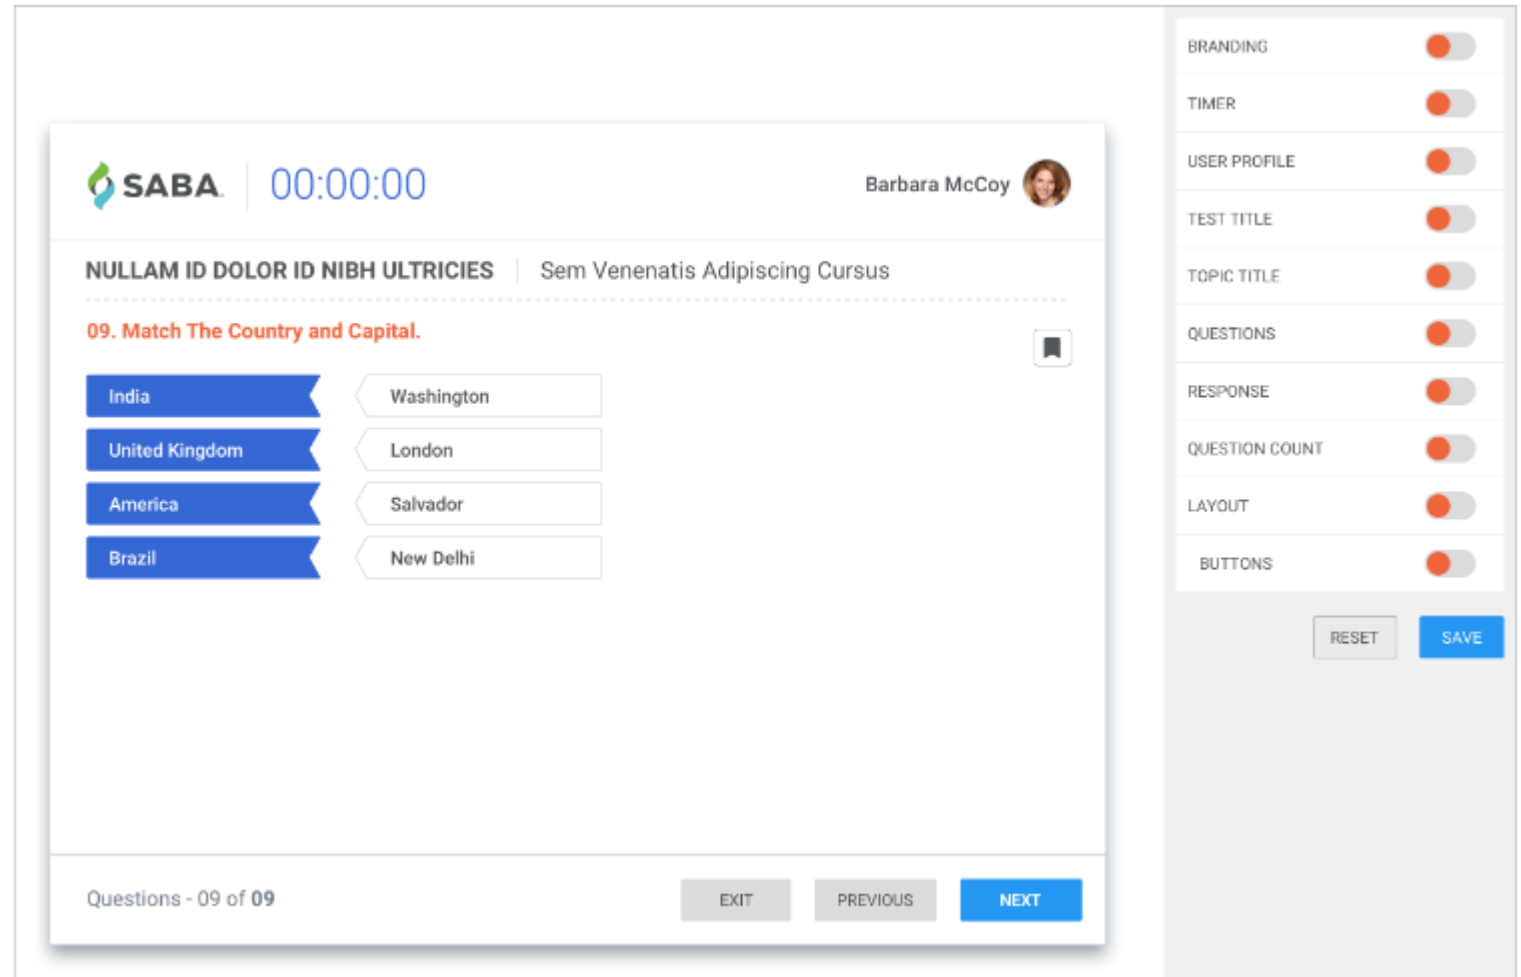 SABA
00:00:00
Barbara McCoy
NULLAM ID DOLOR ID NIBH ULTRICIES
Sem Venenatis Adipiscing Cursus
09. Match The Country and Capital.
India
Washington
United Kingdom
London
America
Salvador
Brazil
New Delhi
Questions - 09 of 09
EXIT
PREVIOUS
NEXT
BRANDING
TIMER
USER PROFILE
TEST TITLE
TOPIC TITLE
QUESTIONS
RESPONSE
QUESTION COUNT
LAYOUT
BUTTONS
RESET
SAVE